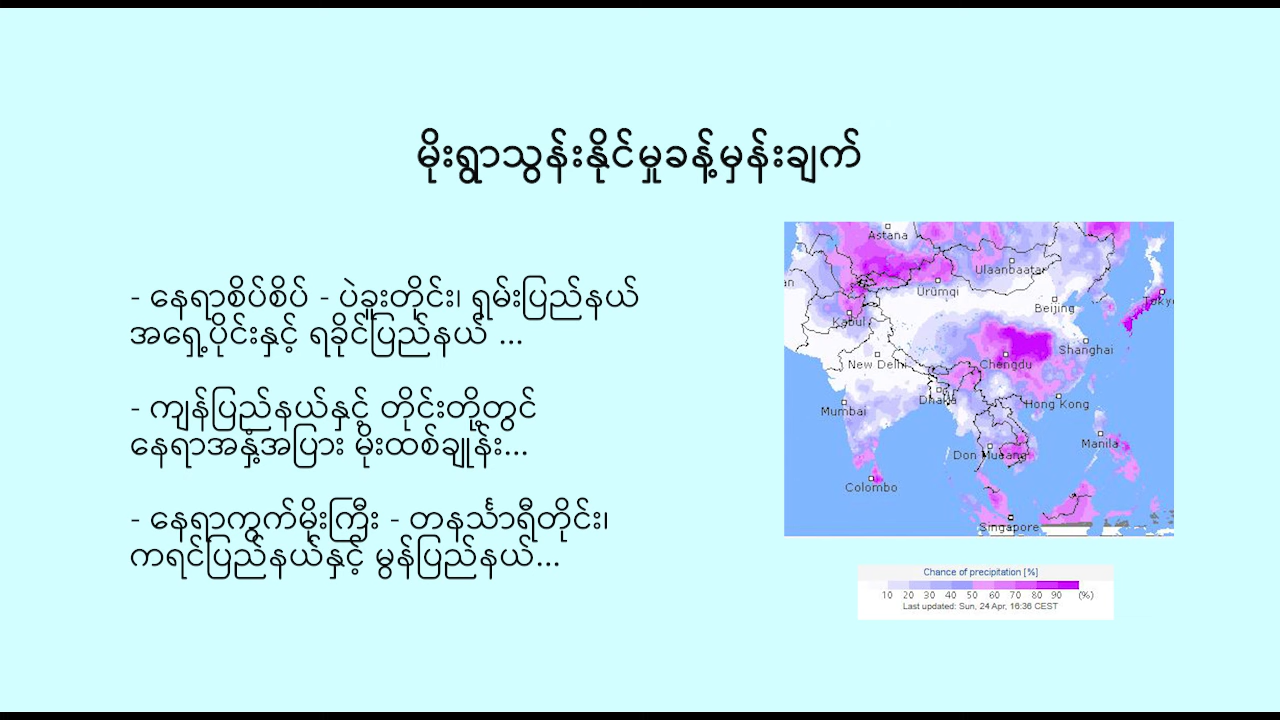 မိုးရွာသွန်းနိုင်မှုခန့်မှန်းချက်
- နေရာစိပ်စိပ် - ပဲခူးတိုင်း၊ ရှမ်းပြည်နယ်
အရှေ့ပိုင်းနှင့် ရခိုင်ပြည်နယ် ...
- ကျန်ပြည်နယ်နှင့် တိုင်းတို့တွင်
နေရာအနှံ့အပြား မိုးထစ်ချုန်း...
- နေရာကွက်မိုးကြီး - တနင်္သာရီတိုင်း၊
ကရင်ပြည်နယ်နှင့် မွန်ပြည်နယ်...
Astana
Ulaanbaatar
an
Urumqi
Beijing
Tokyo
Kabul
Shanghai
New Delhi
Chengdu
Dhaka
Hong Kong
Mumbai
Manila
Don Mueang
Colombo
Singapore
Chance of precipitation [%]
10 20 30 40 50 60 70 80 90 (%)
Last updated: Sun, 24 Apr, 16:36 CEST